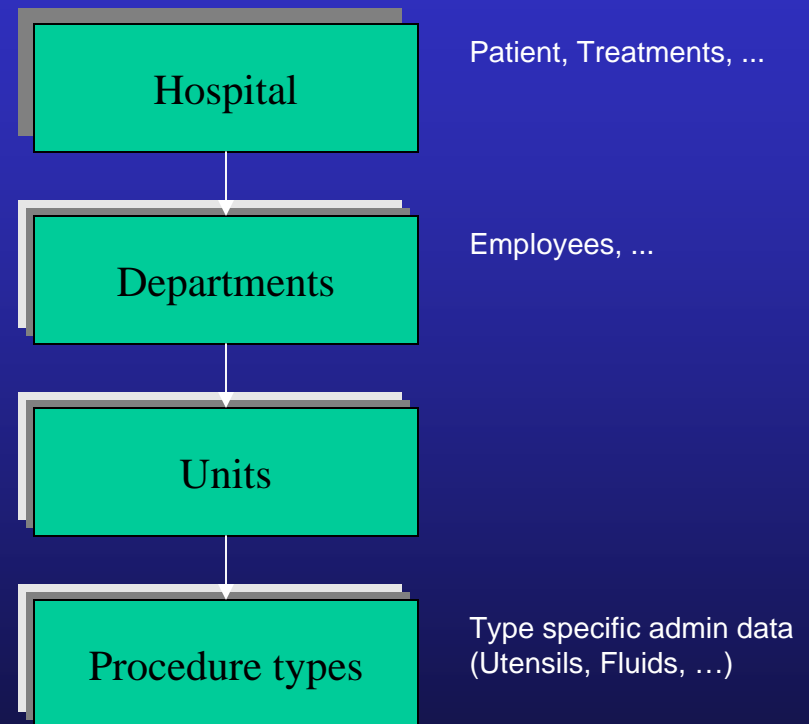 Hospital
Patient, Treatments, ...
Departments
Employees, ...
Units
Procedure types
Type specific admin data
(Utensils, Fluids, …)